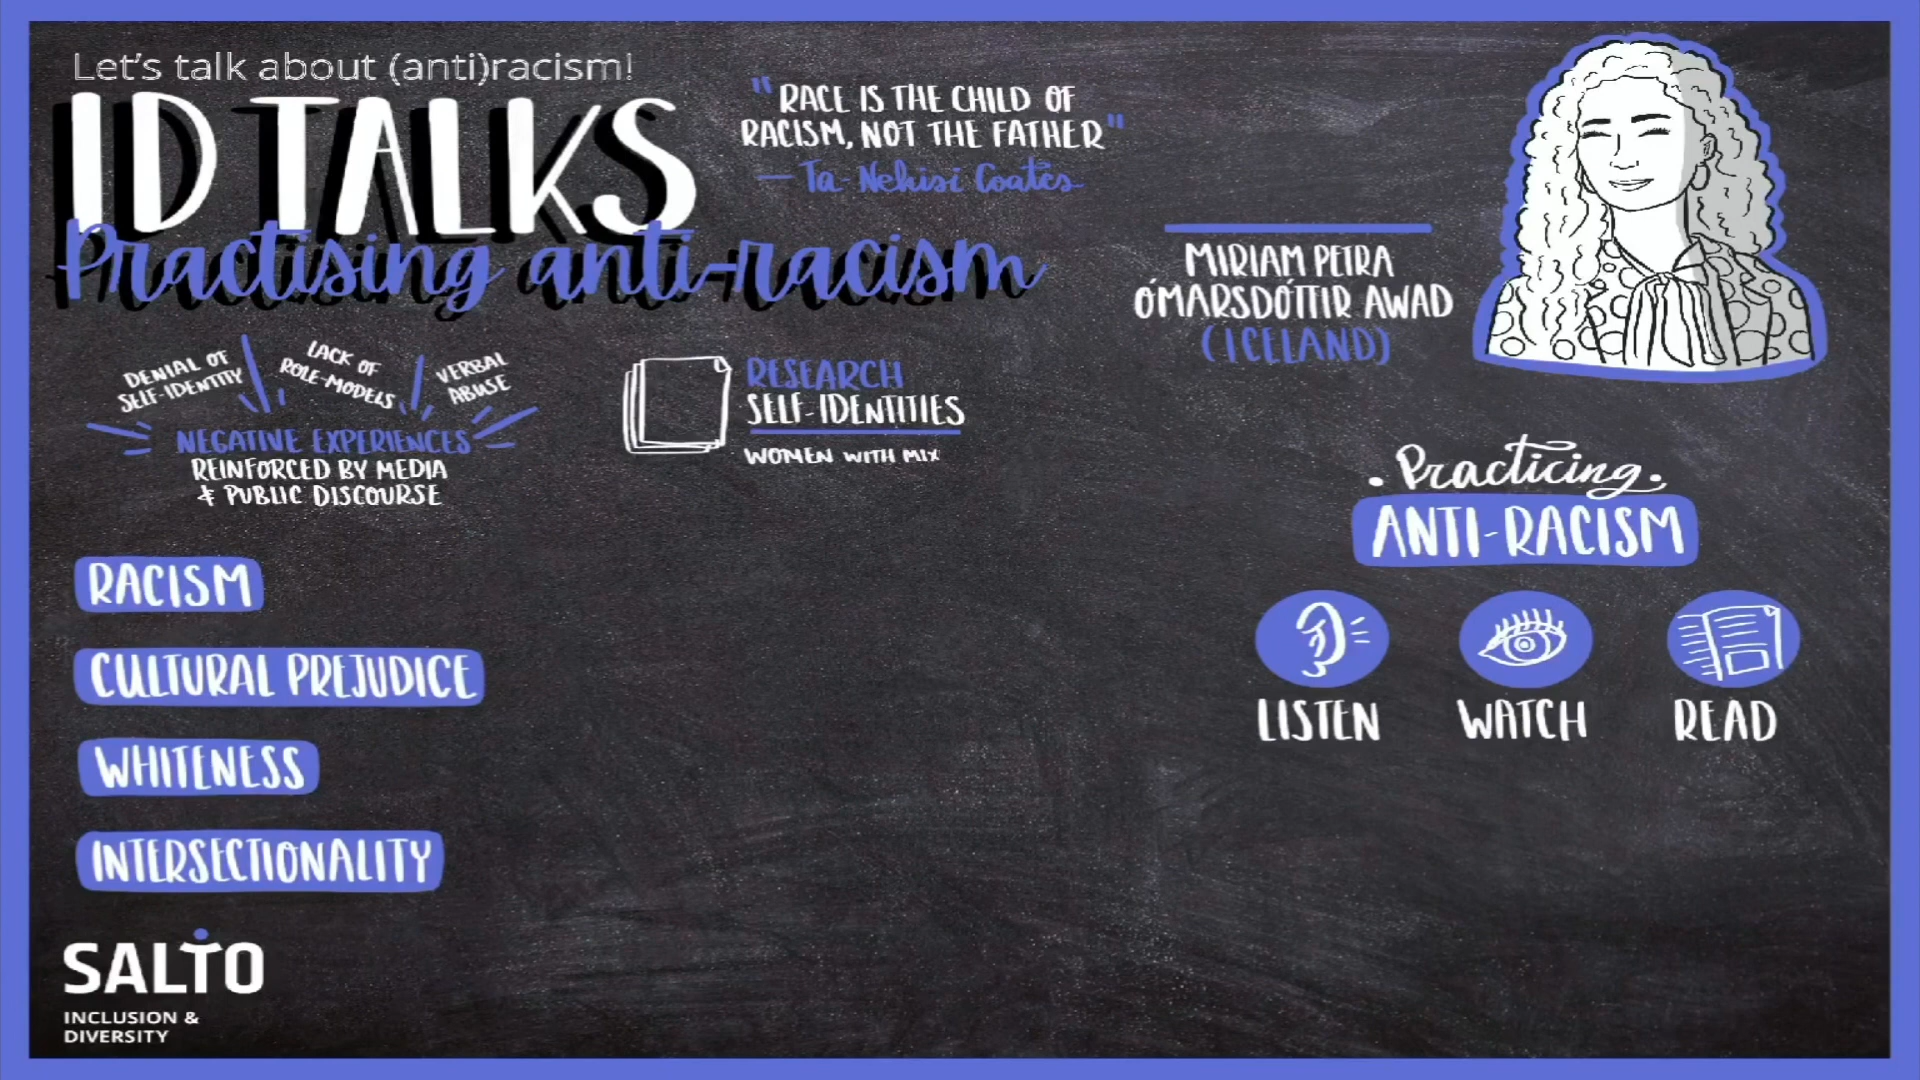 Let's talk about (anti)racism!
ID TALKS
Practising anti-racism
"RACE IS THE CHILD OF
RACISM, NOT THE FATHER"
— Ta-Nehisi Coates
MIRIAM PETRA
ÓMARSDÓTTIR AWAD
(ICELAND)
DENIAL OF
SELF-IDENTITY
LACK OF
ROLE-MODELS
VERBAL
ABUSE
NEGATIVE EXPERIENCES
REINFORCED BY MEDIA
& PUBLIC DISCOURSE
RESEARCH
SELF-IDENTITIES
WOMEN WITH MIX
RACISM
CULTURAL PREJUDICE
WHITENESS
INTERSECTIONALITY
. Practicing .
ANTI-RACISM
LISTEN
WATCH
READ
SALTO
INCLUSION &
DIVERSITY